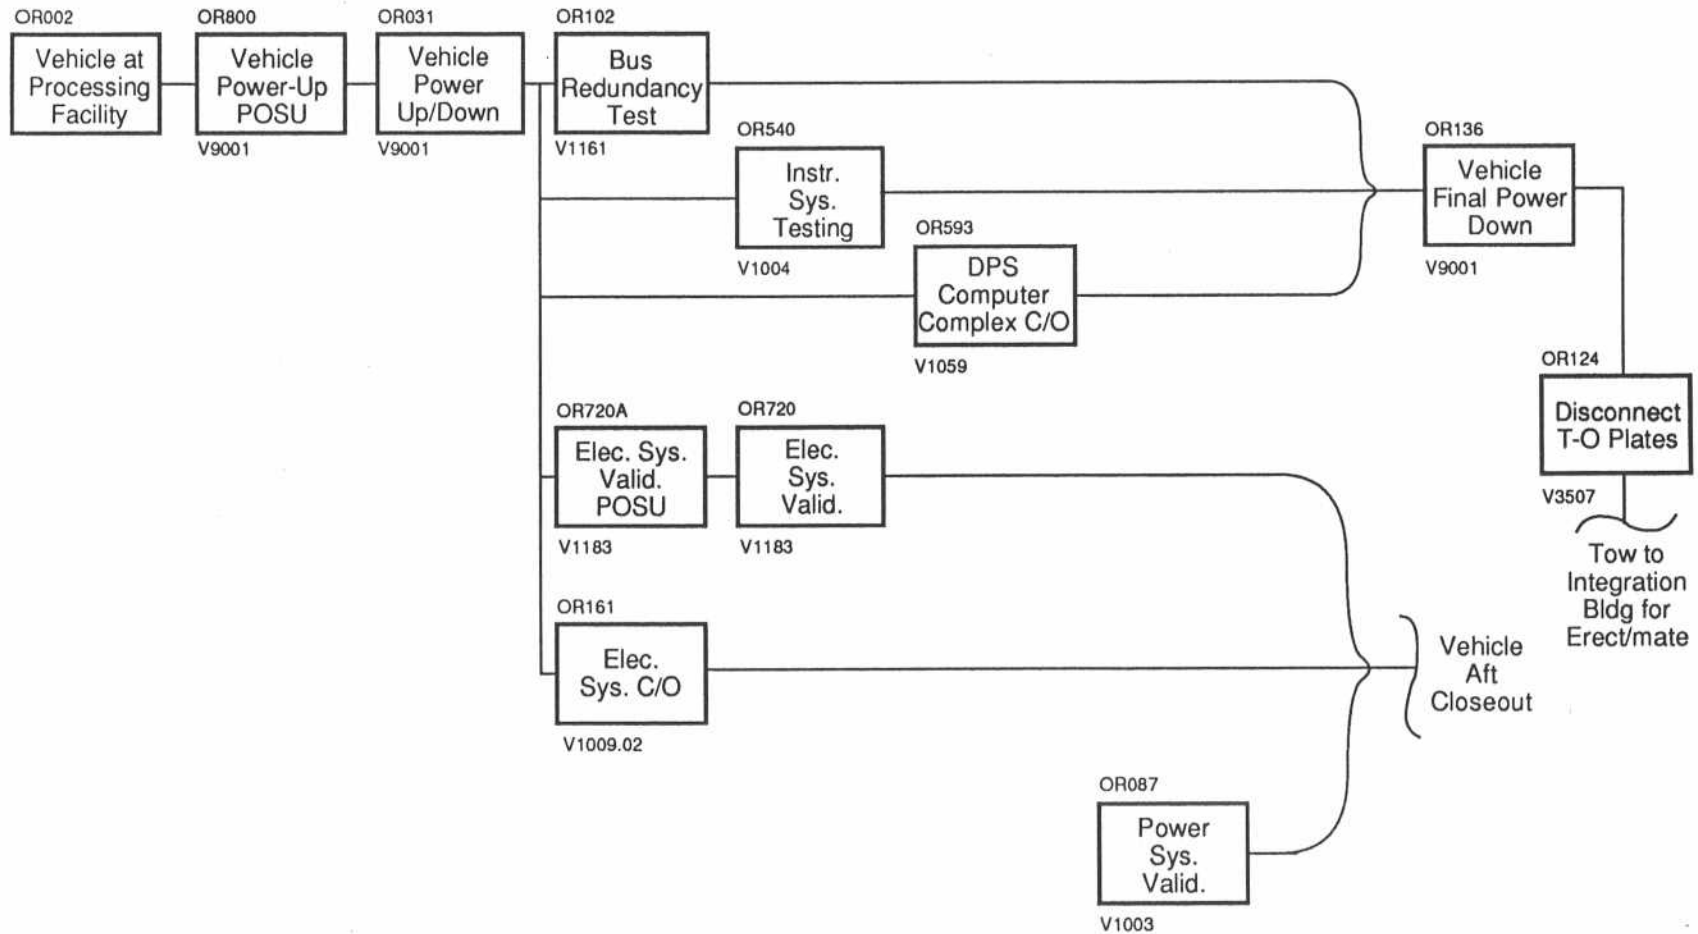 OR002
Vehicle at
Processing
Facility
OR800
Vehicle
Power-Up
POSU
V9001
OR031
Vehicle
Power
Up/Down
V9001
OR102
Bus
Redundancy
Test
V1161
OR540
Instr.
Sys.
Testing
V1004
OR593
DPS
Computer
Complex C/O
V1059
OR136
Vehicle
Final Power
Down
V9001
OR124
Disconnect
T-O Plates
V3507
Tow to
Integration
Bldg for
Erect/mate
OR720A
Elec. Sys.
Valid.
POSU
V1183
OR720
Elec.
Sys.
Valid.
V1183
OR161
Elec.
Sys. C/O
V1009.02
Vehicle
Aft
Closeout
OR087
Power
Sys.
Valid.
V1003